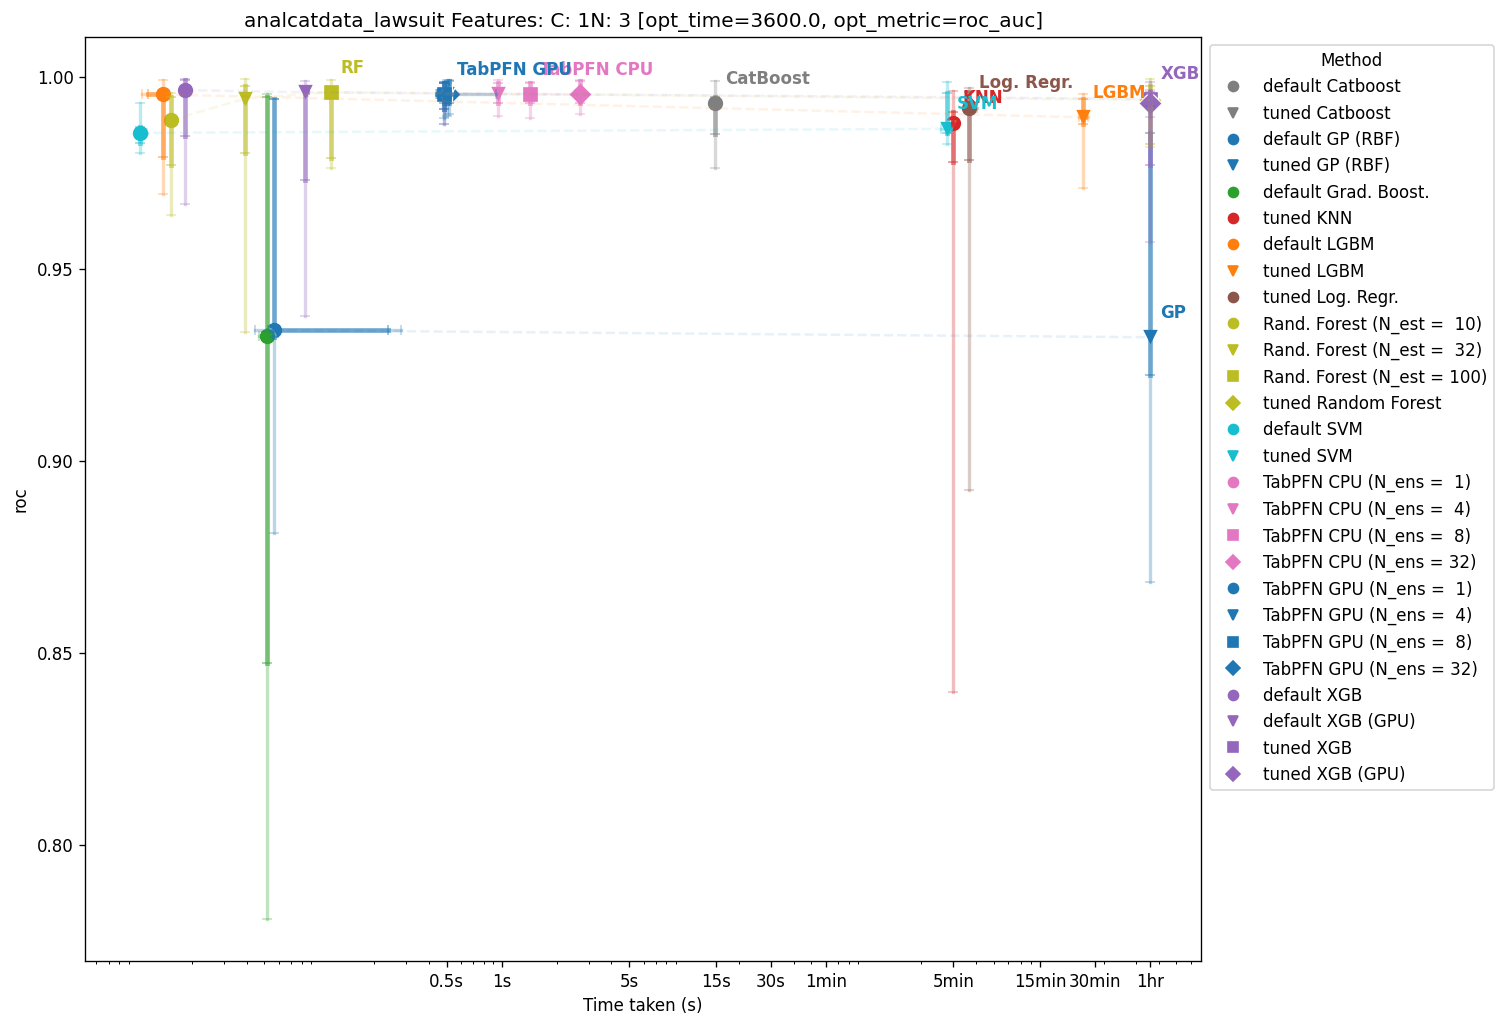 analcatdata_lawsuit Features: C: 1N: 3 [opt_time=3600.0, opt_metric=roc_auc]
roc
1.00
0.95
0.90
0.85
0.80
RF
TabPFN GPU
TabPFN CPU
CatBoost
Log. Regr.
KNN
SVM
LGBM
XGB
GP
0.5s
1s
5s
15s
30s
1min
5min
15min
30min
1hr
Time taken (s)
Method
default Catboost
tuned Catboost
default GP (RBF)
tuned GP (RBF)
default Grad. Boost.
tuned KNN
default LGBM
tuned LGBM
tuned Log. Regr.
Rand. Forest (N_est =  10)
Rand. Forest (N_est =  32)
Rand. Forest (N_est = 100)
tuned Random Forest
default SVM
tuned SVM
TabPFN CPU (N_ens =  1)
TabPFN CPU (N_ens =  4)
TabPFN CPU (N_ens =  8)
TabPFN CPU (N_ens = 32)
TabPFN GPU (N_ens =  1)
TabPFN GPU (N_ens =  4)
TabPFN GPU (N_ens =  8)
TabPFN GPU (N_ens = 32)
default XGB
default XGB (GPU)
tuned XGB
tuned XGB (GPU)